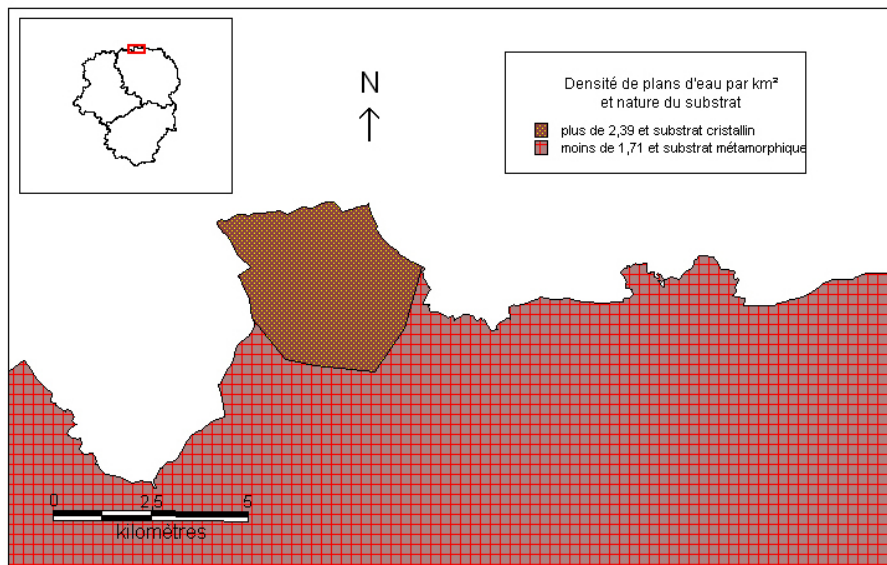 N
Densité de plans d'eau par km²
et nature du substrat
plus de 2,39 et substrat cristallin
moins de 1,71 et substrat métamorphique
0 2,5 5
kilomètres